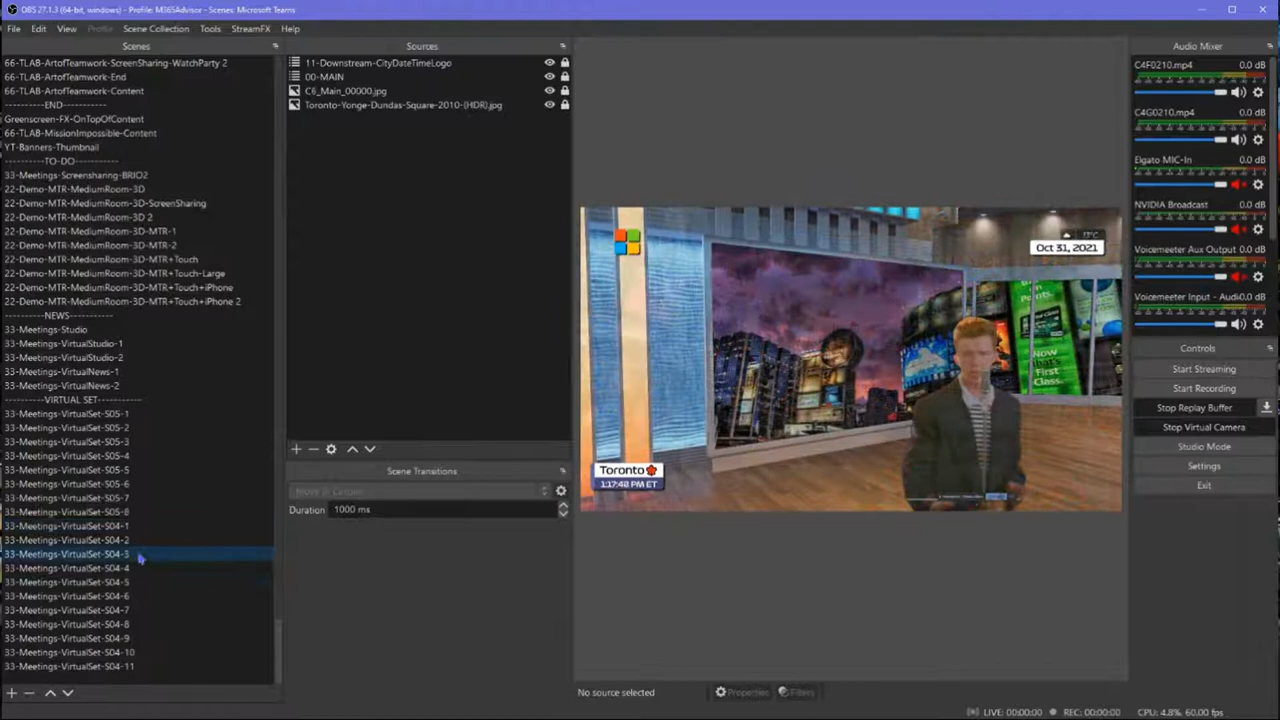 OBS 27.1.3 (64-bit, windows) - Profile: M365Advisor - Scenes: Microsoft Teams
File Edit View Profile Scene Collection Tools StreamFX Help
Scenes
66-TLAB-ArtofTeamwork-ScreenSharing-WatchParty 2
66-TLAB-ArtofTeamwork-End
66-TLAB-ArtofTeamwork-Content
----------END----------
Greenscreen-FX-OnTopOfContent
66-TLAB-MissionImpossible-Content
YT-Banners-Thumbnail
----------TO-DO-----------
33-Meetings-Screensharing-BRIO2
22-Demo-MTR-MediumRoom-3D
22-Demo-MTR-MediumRoom-3D-ScreenSharing
22-Demo-MTR-MediumRoom-3D 2
22-Demo-MTR-MediumRoom-3D-MTR-1
22-Demo-MTR-MediumRoom-3D-MTR-2
22-Demo-MTR-MediumRoom-3D-MTR+Touch
22-Demo-MTR-MediumRoom-3D-MTR+Touch-Large
22-Demo-MTR-MediumRoom-3D-MTR+Touch+iPhone
22-Demo-MTR-MediumRoom-3D-MTR+Touch+iPhone 2
----------NEWS-----------
33-Meetings-Studio
33-Meetings-VirtualStudio-1
33-Meetings-VirtualStudio-2
33-Meetings-VirtualNews-1
33-Meetings-VirtualNews-2
----------VIRTUAL SET-----------
33-Meetings-VirtualSet-S05-1
33-Meetings-VirtualSet-S05-2
33-Meetings-VirtualSet-S05-3
33-Meetings-VirtualSet-S05-4
33-Meetings-VirtualSet-S05-5
33-Meetings-VirtualSet-S05-6
33-Meetings-VirtualSet-S05-7
33-Meetings-VirtualSet-S05-8
33-Meetings-VirtualSet-S04-1
33-Meetings-VirtualSet-S04-2
33-Meetings-VirtualSet-S04-3
33-Meetings-VirtualSet-S04-4
33-Meetings-VirtualSet-S04-5
33-Meetings-VirtualSet-S04-6
33-Meetings-VirtualSet-S04-7
33-Meetings-VirtualSet-S04-8
33-Meetings-VirtualSet-S04-9
33-Meetings-VirtualSet-S04-10
33-Meetings-VirtualSet-S04-11
Sources
11-Downstream-CityDateTimeLogo
00-MAIN
C6_Main_00000.jpg
Toronto-Yonge-Dundas-Square-2010-(HDR).jpg
Scene Transitions
Duration 1000 ms
17°C
Oct 31, 2021
Now
that's
First
Class.
Toronto
1:17:48 PM ET
No source selected
Properties Filters
Audio Mixer
C4F0210.mp4 0.0 dB
C4G0210.mp4 0.0 dB
Elgato MIC-In 0.0 dB
NVIDIA Broadcast 0.0 dB
Voicemeeter Aux Output 0.0 dB
Voicemeeter Input - Audi 0.0 dB
Controls
Start Streaming
Start Recording
Stop Replay Buffer
Stop Virtual Camera
Studio Mode
Settings
Exit
LIVE: 00:00:00 REC: 00:00:00 CPU: 4.8%, 60.00 fps